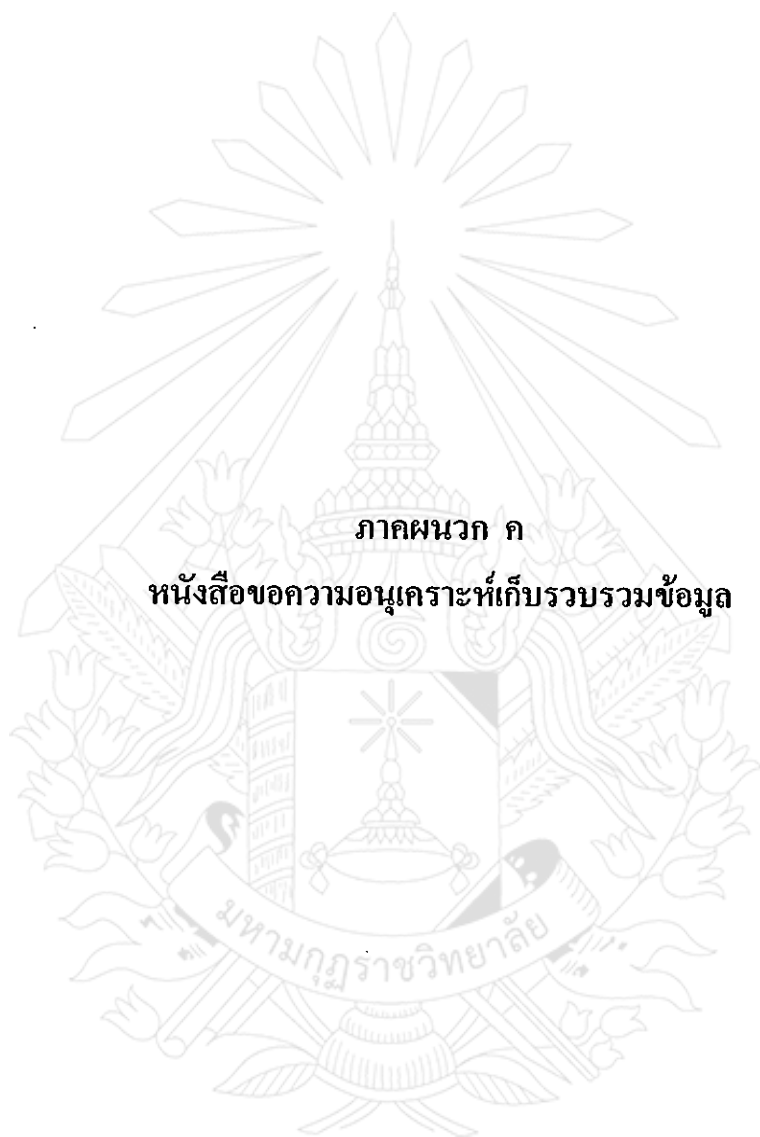 ภาคผนวก ค
หนังสือขอความอนุเคราะห์เก็บรวบรวมข้อมูล
มหามกุฏราชวิทยาลัย